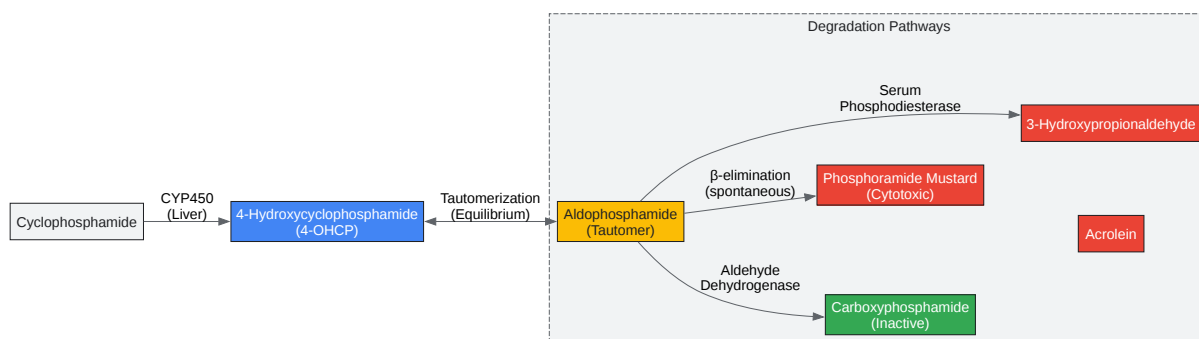 Degradation Pathways
Serum
Phosphodiesterase
3-Hydroxypropionaldehyde
β-elimination
(spontaneous)
Phosphoramide Mustard
(Cytotoxic)
CYP450
(Liver)
Tautomerization
(Equilibrium)
Cyclophosphamide
4-Hydroxycyclophosphamide
(4-OHCP)
Aldophosphamide
(Tautomer)
Acrolein
Aldehyde
Dehydrogenase
Carboxyphosphamide
(Inactive)